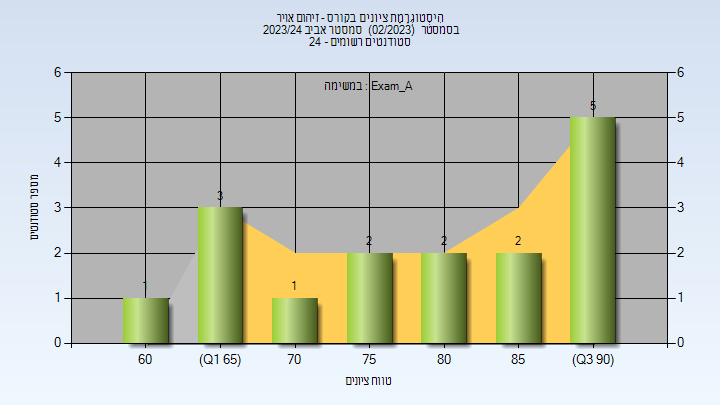 היסטוגרמת ציונים בקורס - זיהום אויר
בסמסטר (02/2023) סמסטר אביב 2023/24
סטודנטים רשומים - 24
במשימה : Exam_A
6 6
5 5
4 4
3 3
2 2
1 1
0 0
1 3 1 2 2 2 5
מספר סטודנטים
60 (Q1 65) 70 75 80 85 (Q3 90)
טווח ציונים